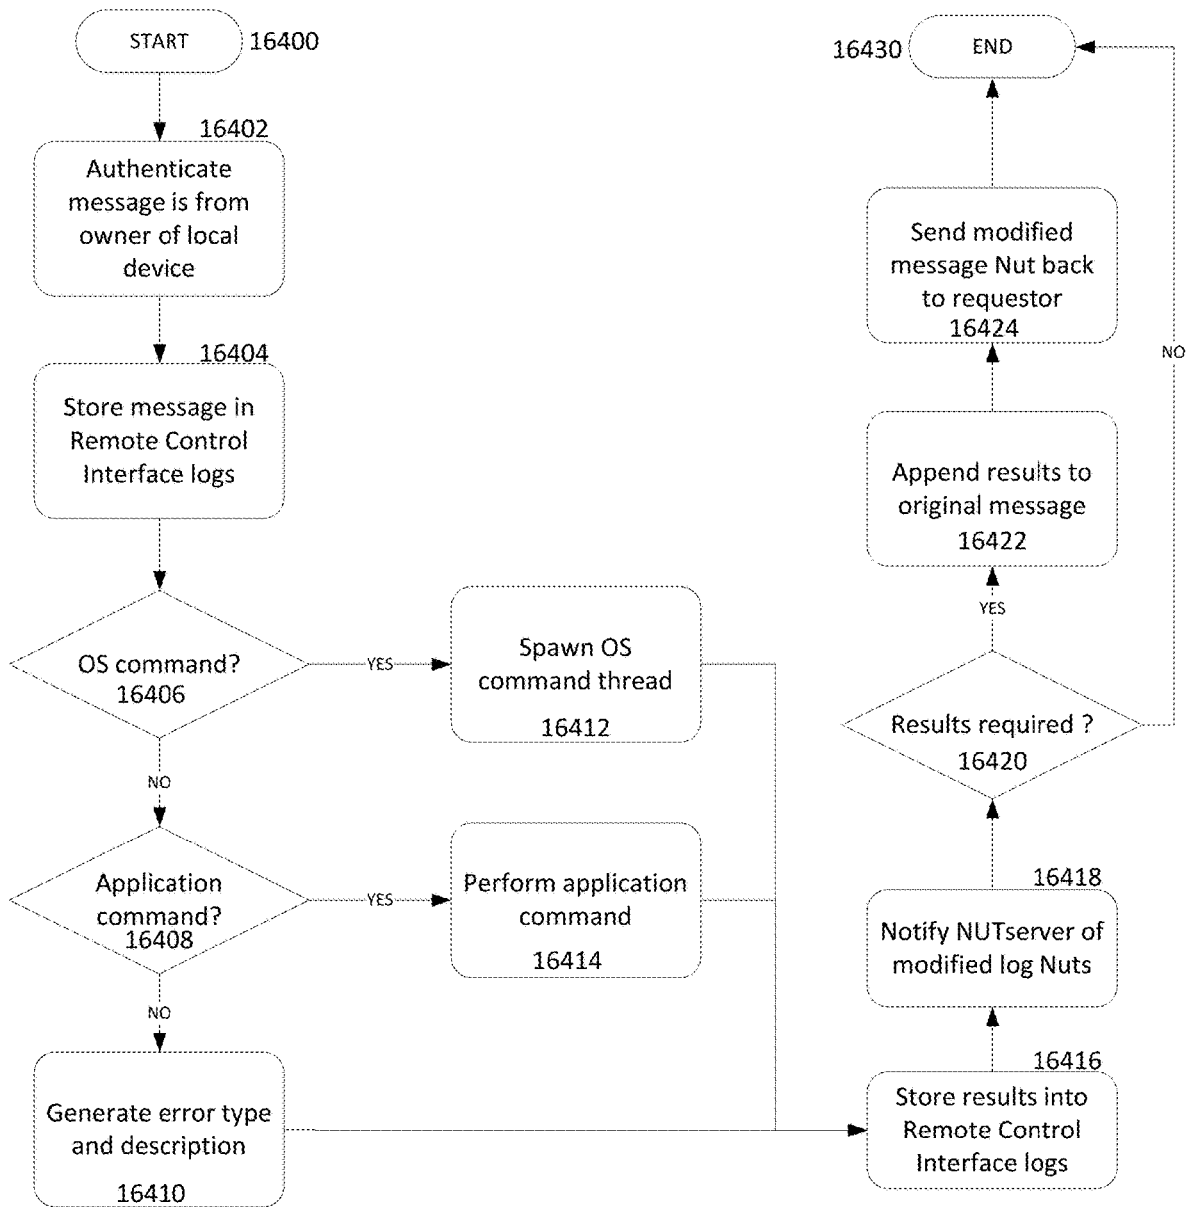 START
16400
16402
Authenticate
message is from
owner of local
device
16404
Store message in
Remote Control
Interface logs
OS command?
16406
YES
Spawn OS
command thread
16412
NO
Application
command?
16408
YES
Perform application
command
16414
NO
Generate error type
and description
16410
16416
Store results into
Remote Control
Interface logs
16418
Notify NUTserver of
modified log Nuts
Results required ?
16420
YES
NO
Append results to
original message
16422
Send modified
message Nut back
to requestor
16424
16430
END